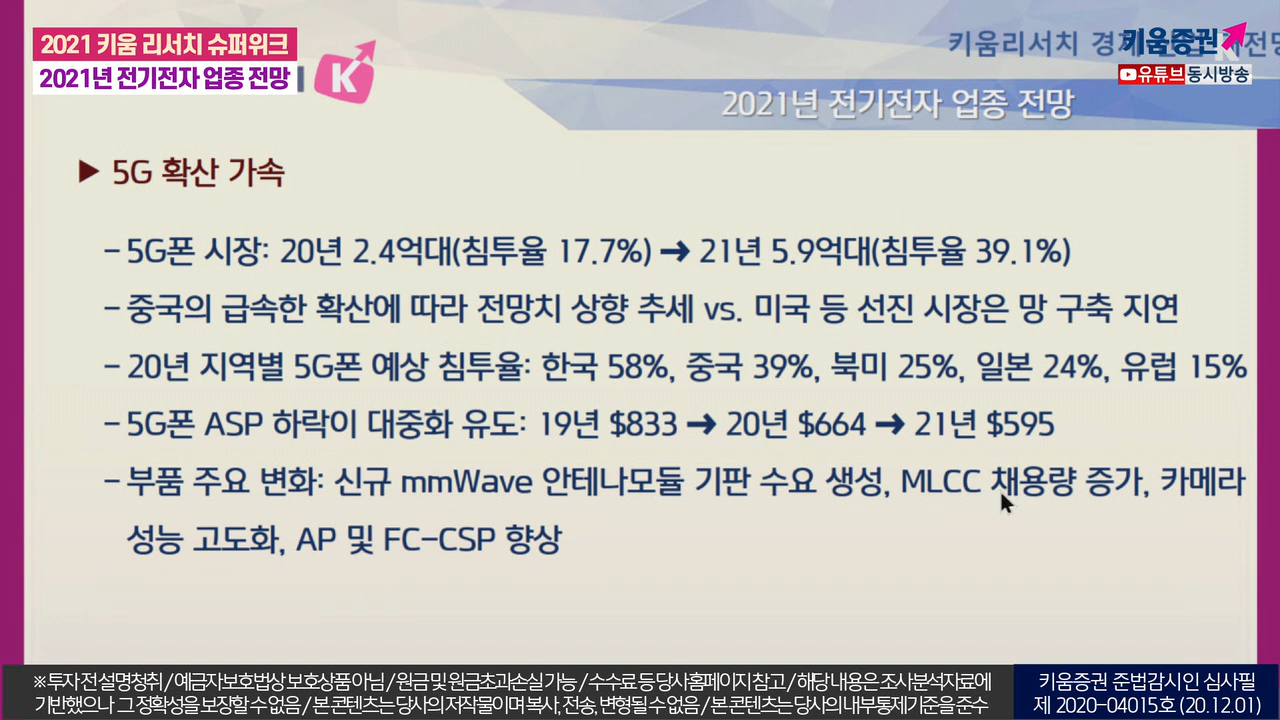 2021 키움 리서치 슈퍼위크
2021년 전기전자 업종 전망
K
키움리서치 경제
키움증권
유튜브동시방송
2021년 전기전자 업종 전망
▶ 5G 확산 가속
– 5G폰 시장: 20년 2.4억대(침투율 17.7%) → 21년 5.9억대(침투율 39.1%)
– 중국의 급속한 확산에 따라 전망치 상향 추세 vs. 미국 등 선진 시장은 망 구축 지연
– 20년 지역별 5G폰 예상 침투율: 한국 58%, 중국 39%, 북미 25%, 일본 24%, 유럽 15%
– 5G폰 ASP 하락이 대중화 유도: 19년 $833 → 20년 $664 → 21년 $595
– 부품 주요 변화: 신규 mmWave 안테나모듈 기판 수요 생성, MLCC 채용량 증가, 카메라
성능 고도화, AP 및 FC-CSP 향상
※ 투자 전 설명청취 / 예금자보호법상 보호상품 아님 / 원금 및 원금초과손실 가능 / 수수료 등 당사홈페이지 참고 / 해당 내용은 조사분석자료에
기반했으나 그 정확성을 보장할 수 없음 / 본 콘텐츠는 당사의 저작물이며 복사, 전송, 변형될 수 없음 / 본 콘텐츠는 당사의 내부통제기준을 준수
키움증권 준법감시인 심사필
제 2020-04015호 (20.12.01)